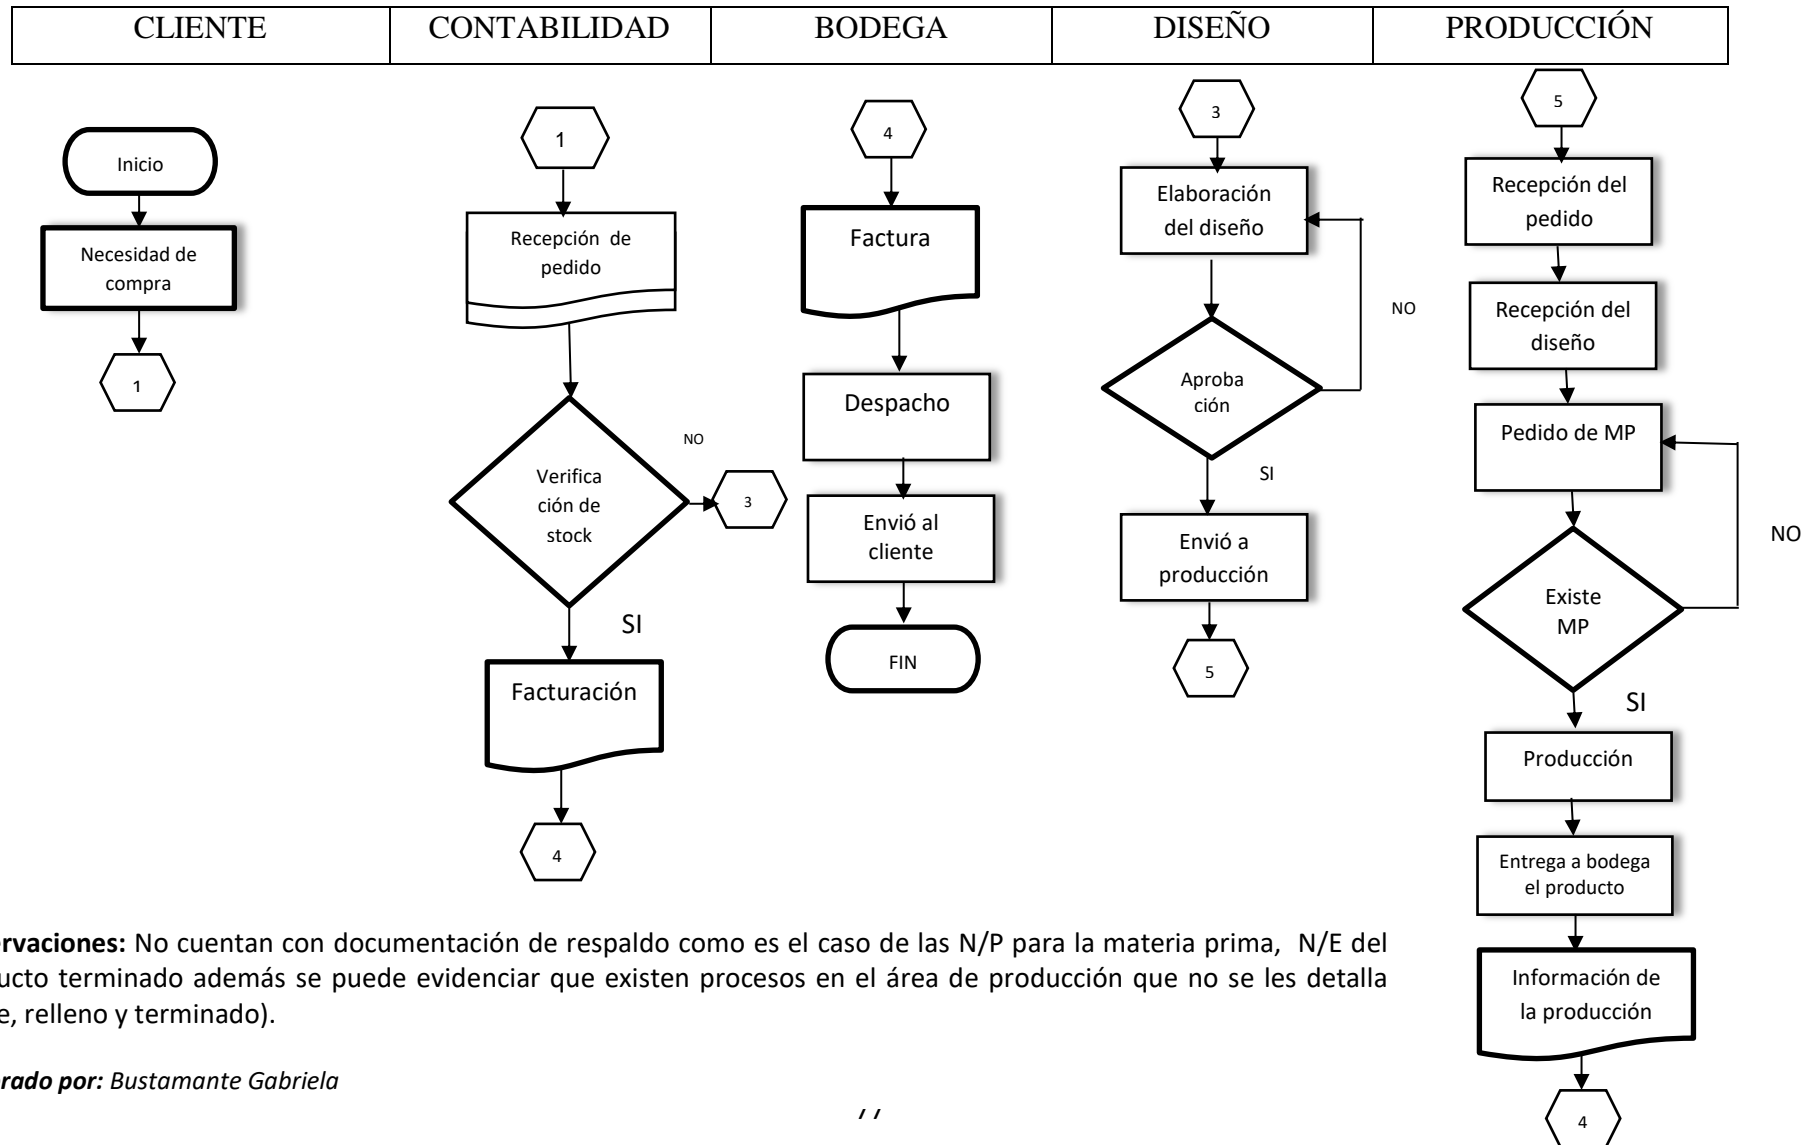 CLIENTE
CONTABILIDAD
BODEGA
DISEÑO
PRODUCCIÓN
Inicio
Necesidad de
compra
1
1
Recepción de
pedido
Verifica
ción de
stock
NO
3
SI
Facturación
4
4
Factura
Despacho
Envió al
cliente
FIN
3
Elaboración
del diseño
NO
Aproba
ción
SI
Envió a
producción
5
5
Recepción del
pedido
Recepción del
diseño
Pedido de MP
NO
Existe
MP
SI
Producción
Entrega a bodega
el producto
Información de
la producción
4
ervaciones: No cuentan con documentación de respaldo como es el caso de las N/P para la materia prima, N/E del
ucto terminado además se puede evidenciar que existen procesos en el área de producción que no se les detalla
e, relleno y terminado).
rado por: Bustamante Gabriela